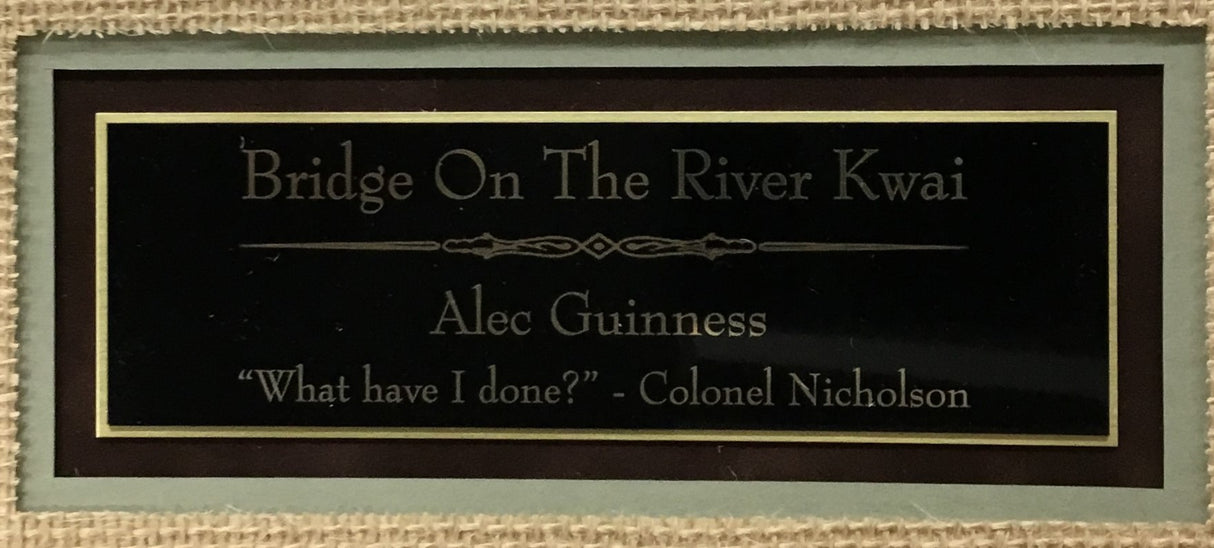 Bridge On The River Kwai
Alec Guinness
“What have I done?” - Colonel Nicholson